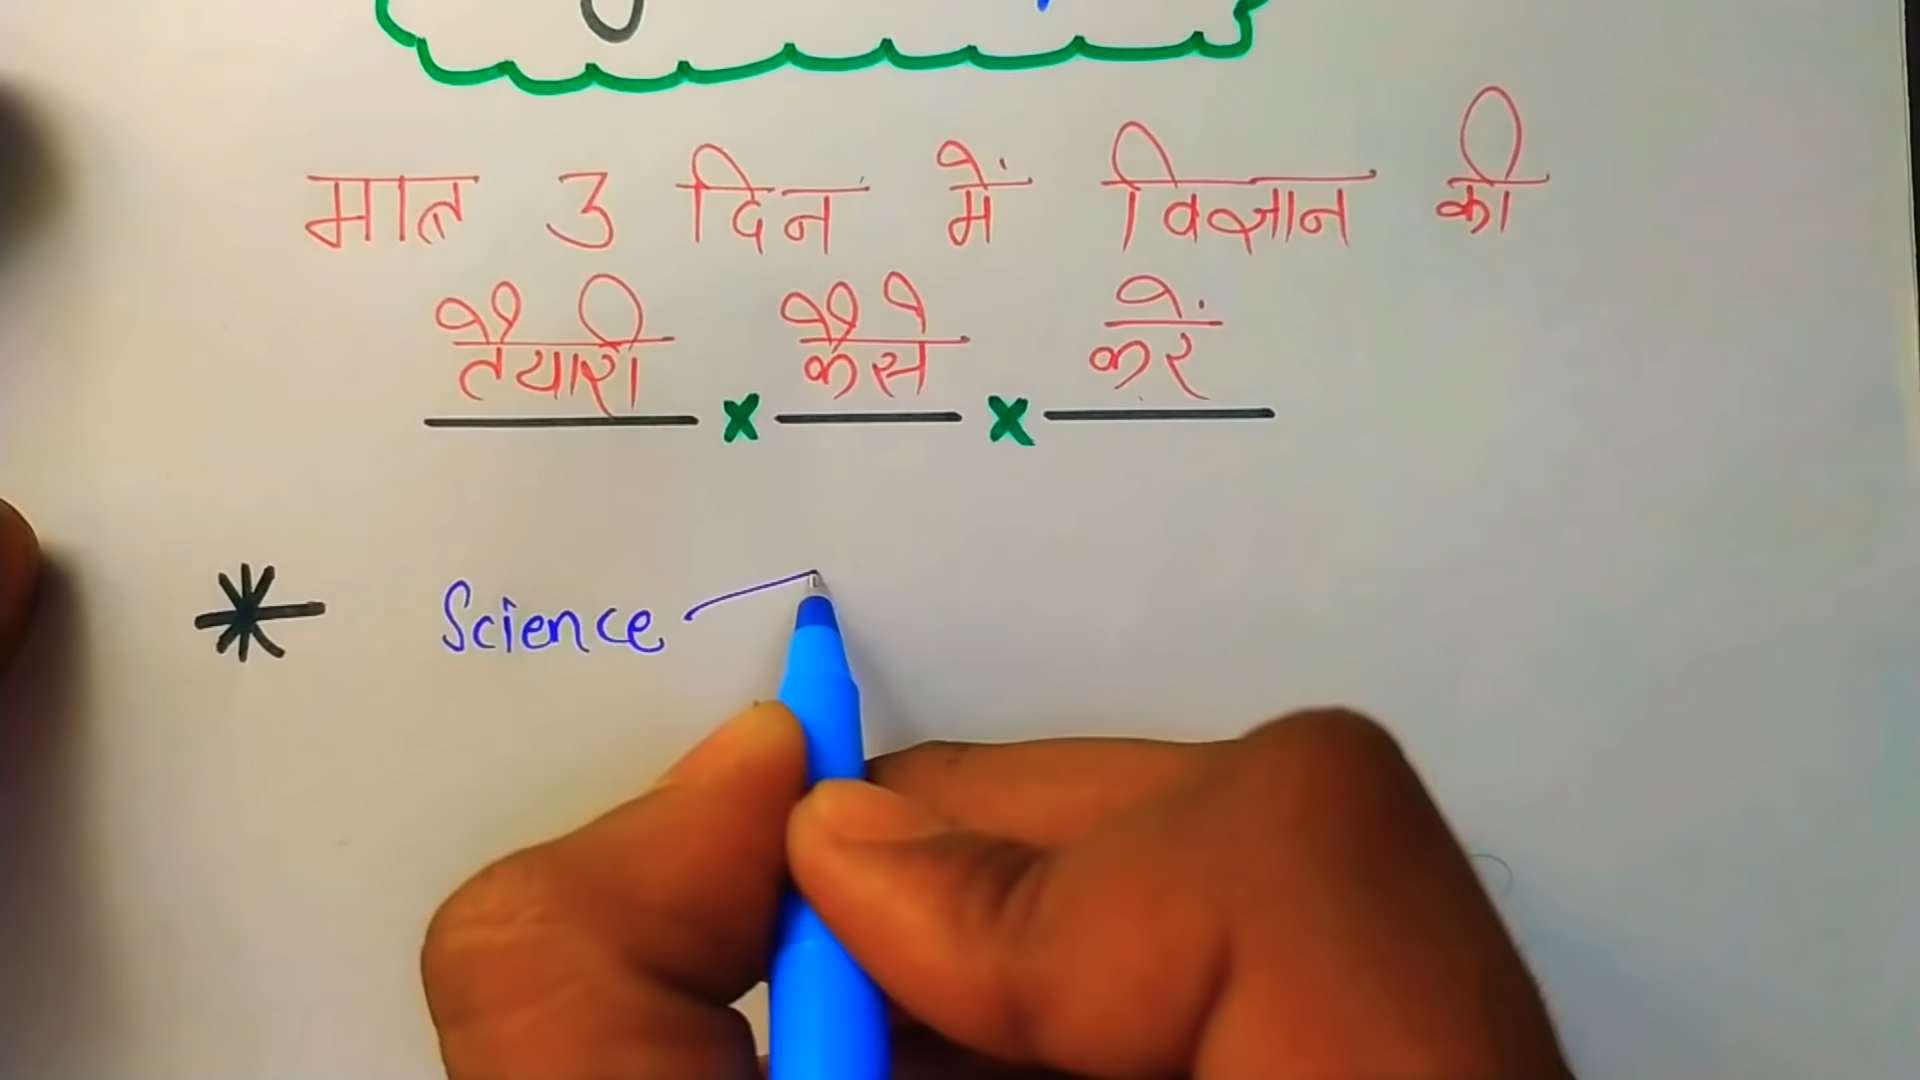 मात्र 3 दिन में विज्ञान की
तैयारी कैसे करें
Science